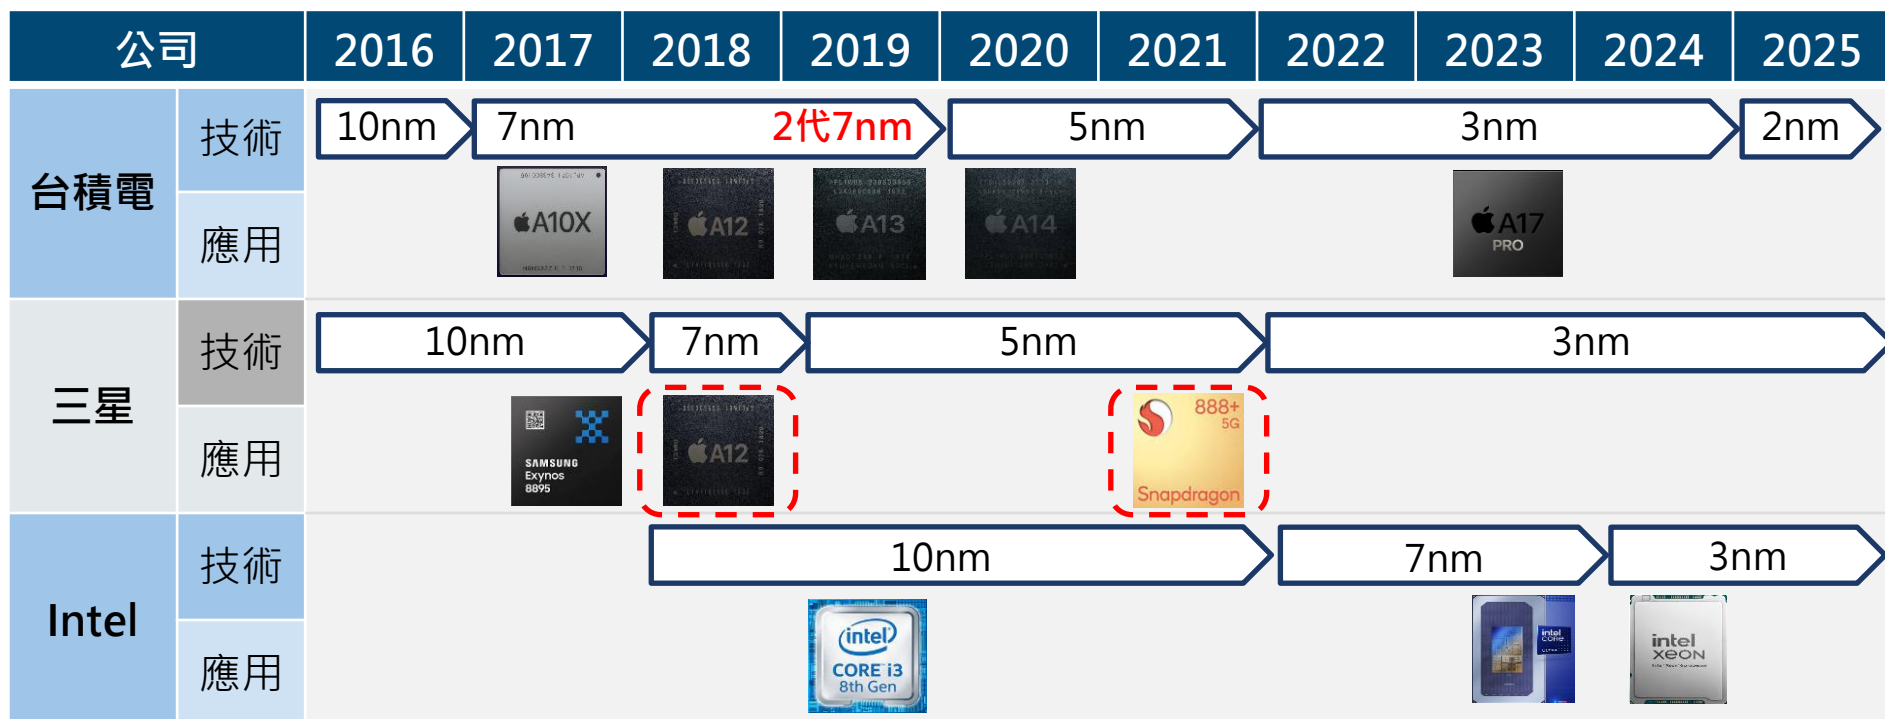 公司 2016 2017 2018 2019 2020 2021 2022 2023 2024 2025
台積電
技術
10nm 7nm 2代7nm 5nm 3nm 2nm
應用
A10X A12 A13 A14 A17
PRO
三星
技術
10nm 7nm 5nm 3nm
應用
SAMSUNG
Exynos
8895
A12
888+
5G
Snapdragon
Intel
技術
10nm 7nm 3nm
應用
intel
CORE i3
8th Gen
intel
CORE
intel
XEON